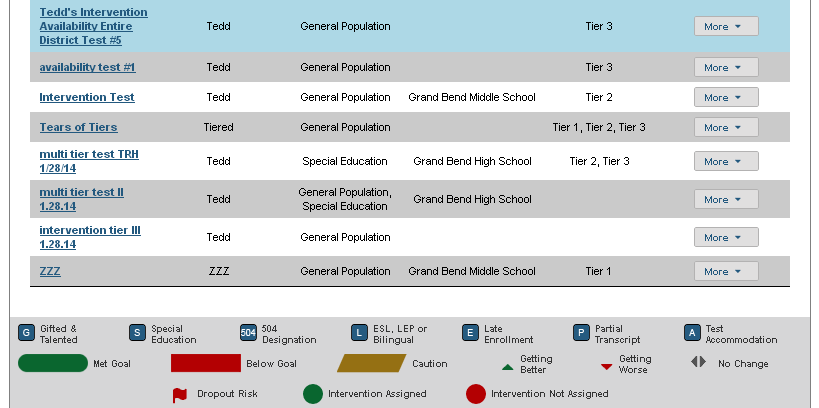 Tedd's Intervention
Availability Entire
District Test #5
Tedd
General Population
Tier 3
More
availability test #1
Tedd
General Population
Tier 3
More
Intervention Test
Tedd
General Population
Grand Bend Middle School
Tier 2
More
Tears of Tiers
Tiered
General Population
Tier 1, Tier 2, Tier 3
More
multi tier test TRH
1/28/14
Tedd
Special Education
Grand Bend High School
Tier 2, Tier 3
More
multi tier test II
1.28.14
Tedd
General Population,
Special Education
Grand Bend High School
More
intervention tier III
1.28.14
Tedd
General Population
More
ZZZ
ZZZ
General Population
Grand Bend Middle School
Tier 1
More
G
Gifted &
Talented
S
Special
Education
504
504
Designation
L
ESL, LEP or
Bilingual
E
Late
Enrollment
P
Partial
Transcript
A
Test
Accommodation
Met Goal
Below Goal
Caution
Getting
Better
Getting
Worse
No Change
Dropout Risk
Intervention Assigned
Intervention Not Assigned